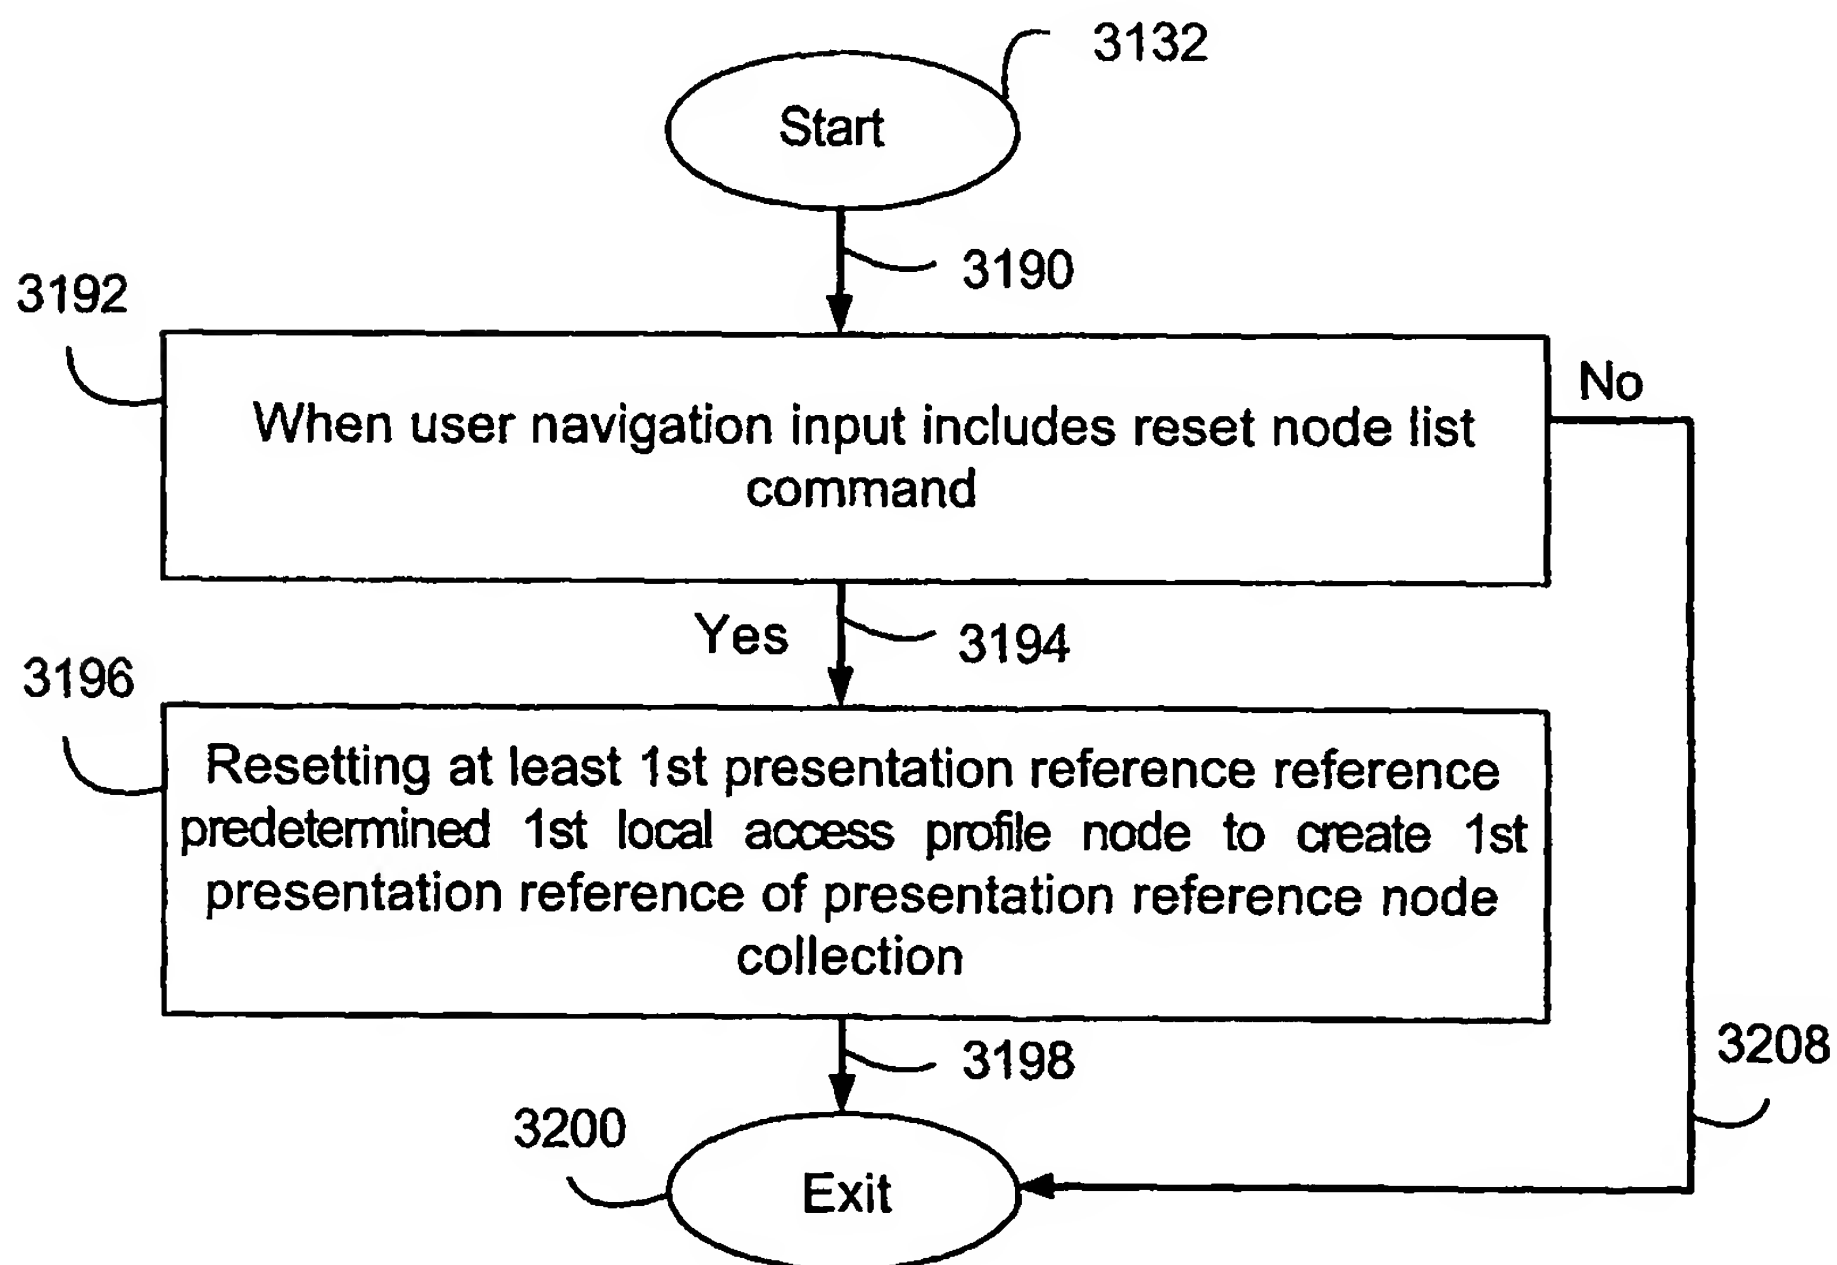 3132
Start
3190
3192
No
When user navigation input includes reset node list
command
Yes
3194
3196
Resetting at least 1st presentation reference reference
predetermined 1st local access profile node to create 1st
presentation reference of presentation reference node
collection
3198
3208
3200
Exit